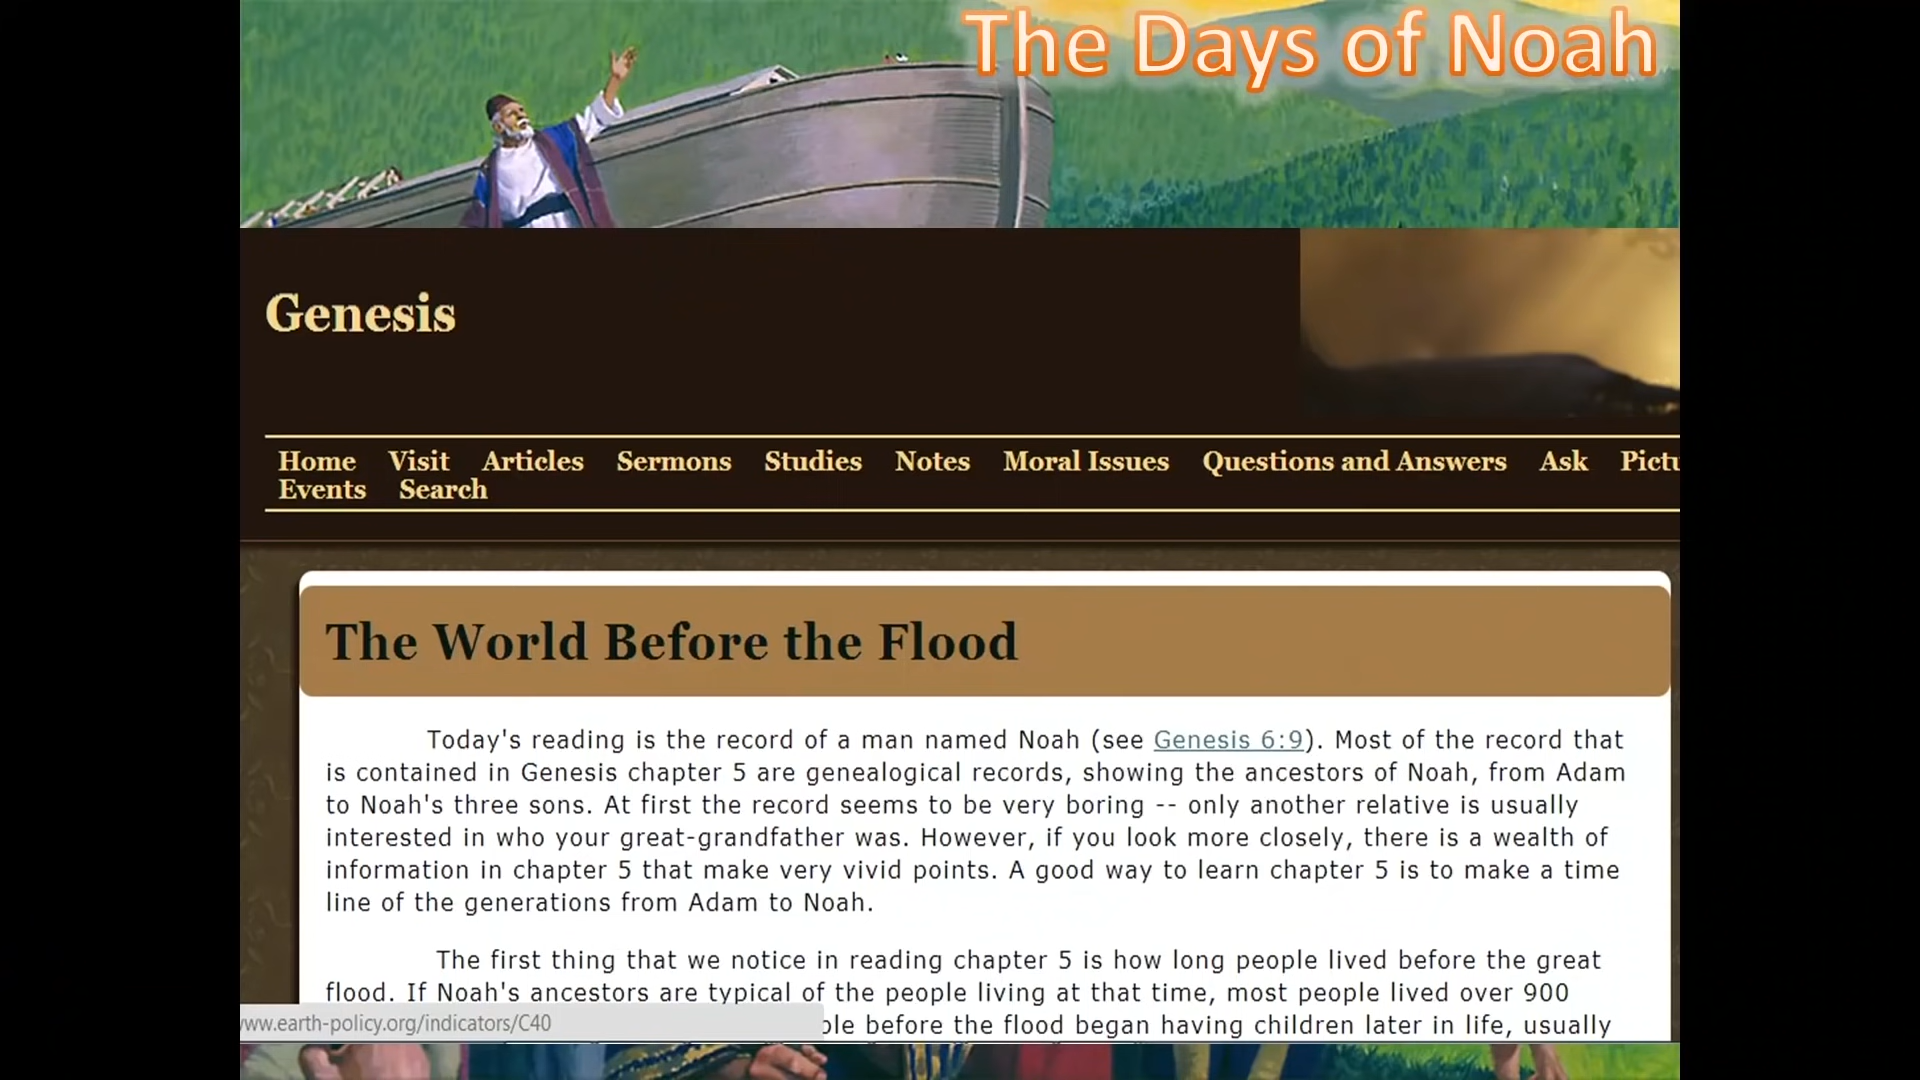 The Days of Noah
Genesis
Home Visit Articles Sermons Studies Notes Moral Issues Questions and Answers Ask
Events Search
The World Before the Flood
Today's reading is the record of a man named Noah (see Genesis 6:9). Most of the record that
is contained in Genesis chapter 5 are genealogical records, showing the ancestors of Noah, from Adam
to Noah's three sons. At first the record seems to be very boring -- only another relative is usually
interested in who your great-grandfather was. However, if you look more closely, there is a wealth of
information in chapter 5 that make very vivid points. A good way to learn chapter 5 is to make a time
line of the generations from Adam to Noah.
The first thing that we notice in reading chapter 5 is how long people lived before the great
flood. If Noah's ancestors are typical of the people living at that time, most people lived over 900
before the flood began having children later in life, usually
www.earth-policy.org/indicators/C40